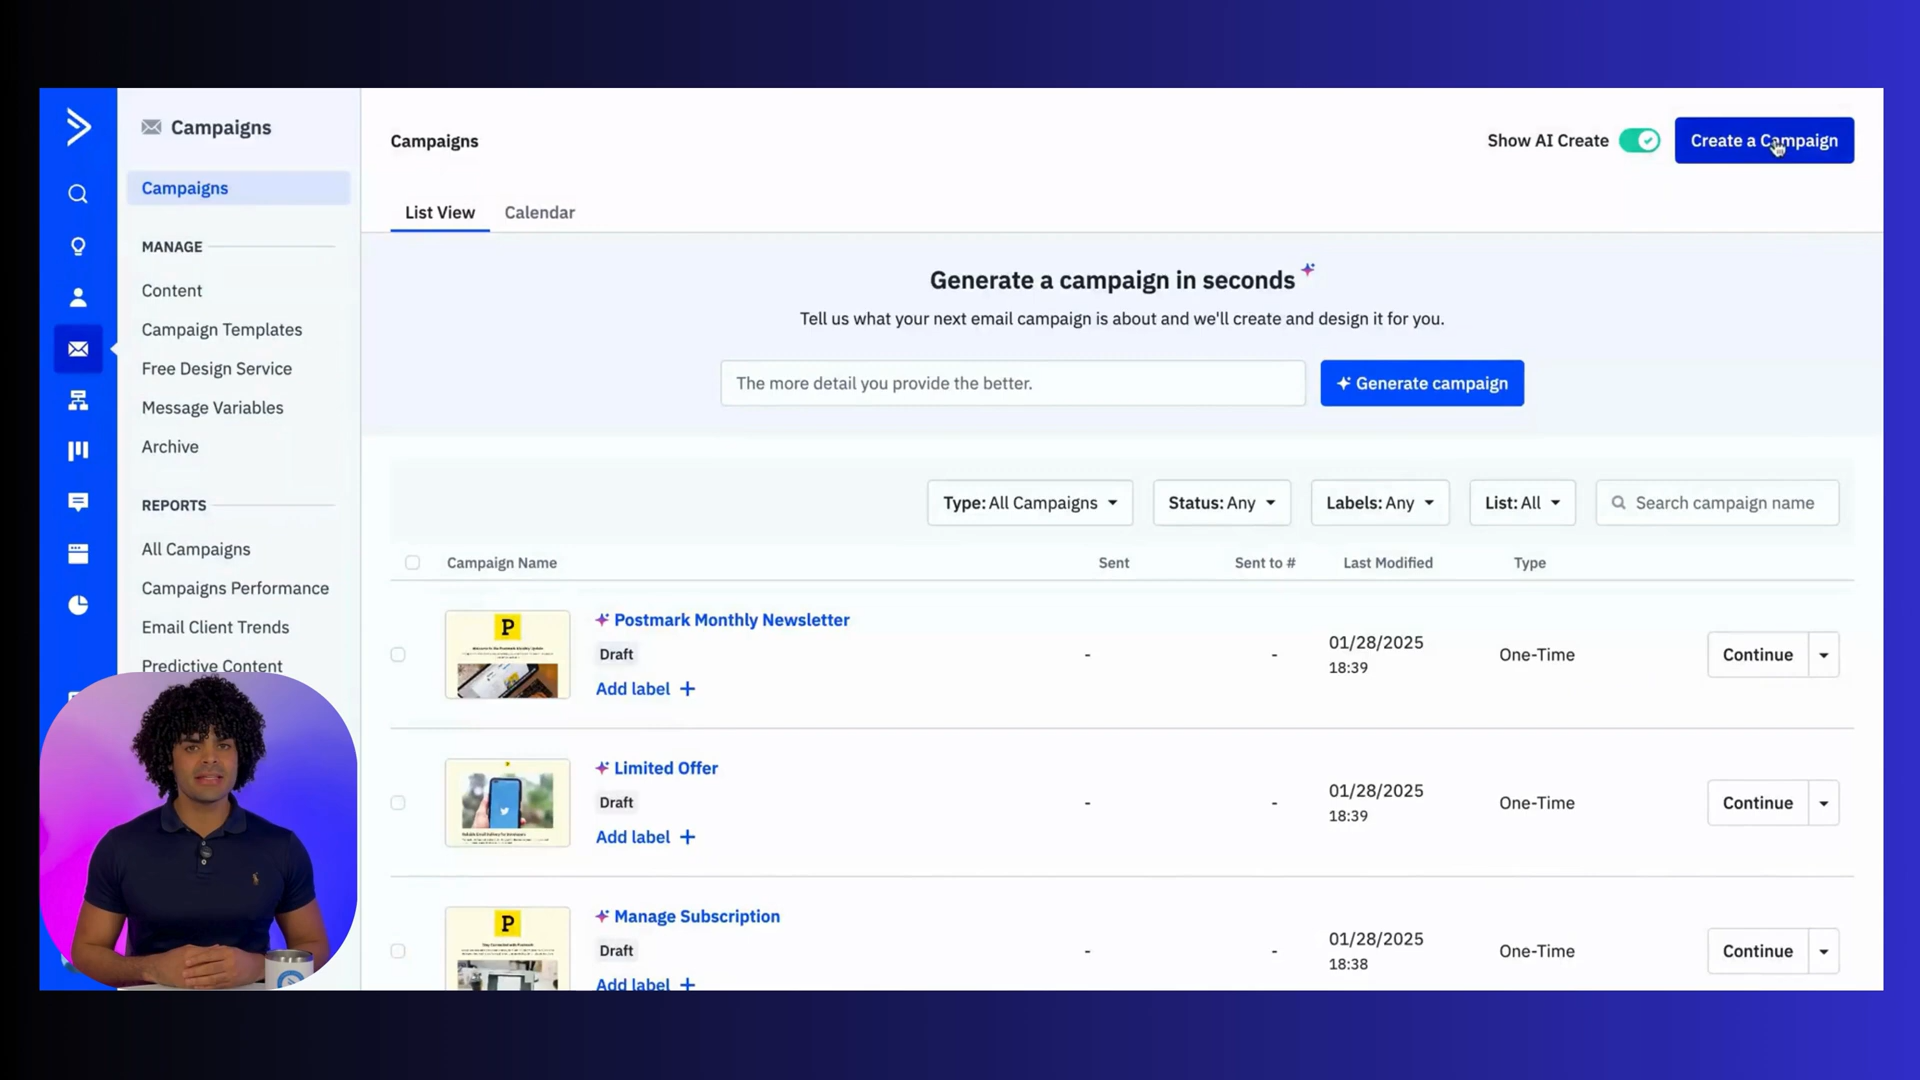 Campaigns
Campaigns
MANAGE
Content
Campaign Templates
Free Design Service
Message Variables
Archive
REPORTS
All Campaigns
Campaigns Performance
Email Client Trends
Predictive Content
Campaigns
Show AI Create
Create a Campaign
List View
Calendar
Generate a campaign in seconds
Tell us what your next email campaign is about and we'll create and design it for you.
The more detail you provide the better.
Generate campaign
Type: All Campaigns
Status: Any
Labels: Any
List: All
Search campaign name
Campaign Name
Sent
Sent to #
Last Modified
Type
P
Postmark Monthly Newsletter
Draft
Add label +
-
-
01/28/2025
18:39
One-Time
Continue
Limited Offer
Draft
Add label +
-
-
01/28/2025
18:39
One-Time
Continue
P
Manage Subscription
Draft
Add label +
-
-
01/28/2025
18:38
One-Time
Continue